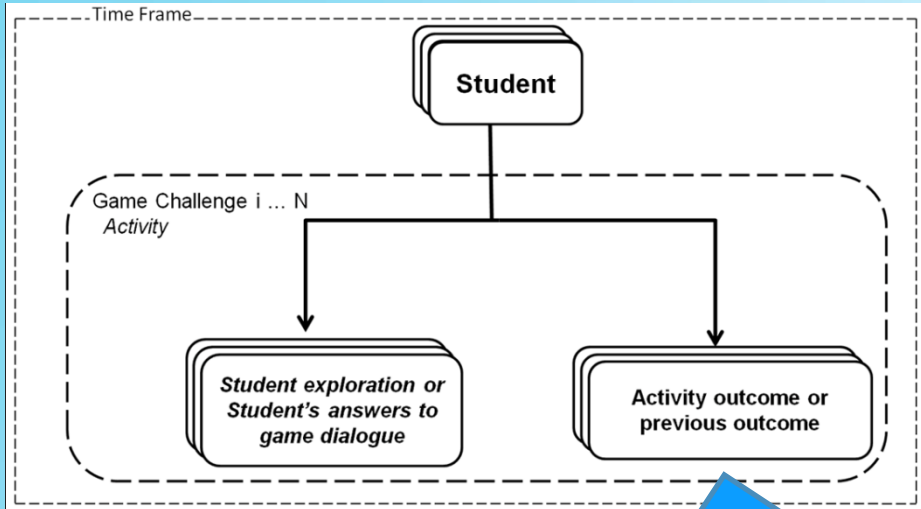 Time Frame
Student
Game Challenge i ... N
Activity
Student exploration or
Student's answers to
game dialogue
Activity outcome or
previous outcome